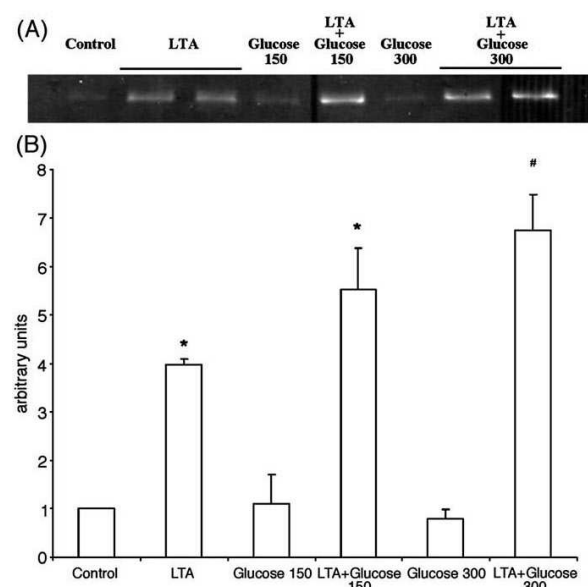 (A)
Control
LTA
Glucose
150
LTA
+
Glucose
150
Glucose
300
LTA
+
Glucose
300
(B)
8
7
6
5
4
3
2
1
0
arbitrary units
*
*
#
Control
LTA
Glucose 150
LTA+Glucose
150
Glucose 300
LTA+Glucose
300